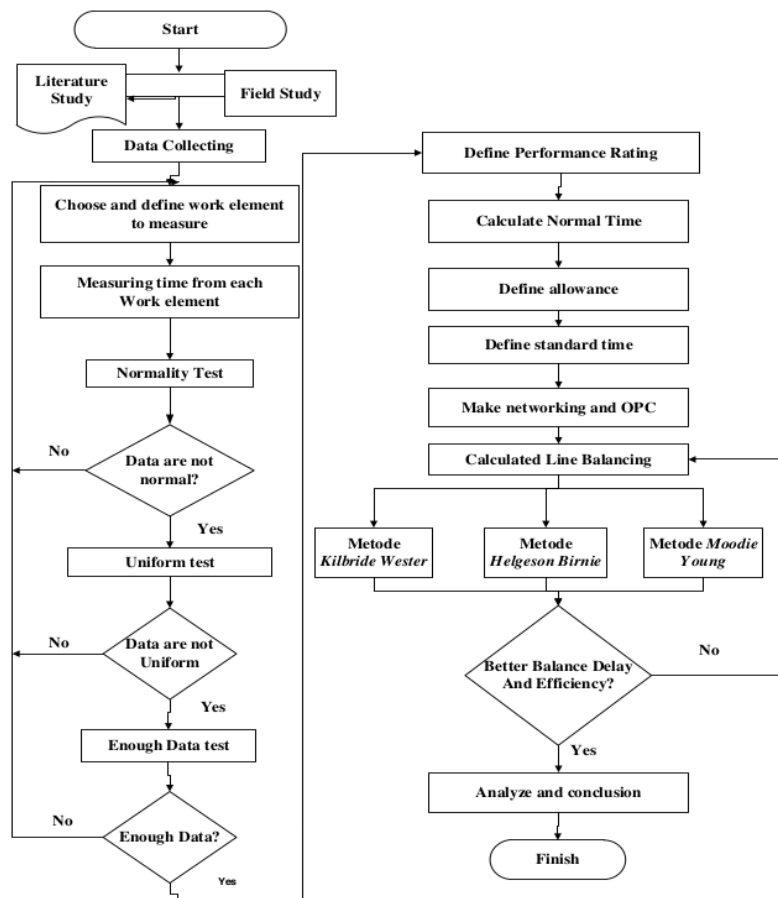 Start
Literature
Study
Field Study
Data Collecting
Choose and define work element
to measure
Measuring time from each
Work element
Normality Test
Data are not
normal?
No
Yes
Uniform test
Data are not
Uniform
No
Yes
Enough Data test
Enough Data?
No
Yes
Define Performance Rating
Calculate Normal Time
Define allowance
Define standard time
Make networking and OPC
Calculated Line Balancing
Metode
Kilbride Wester
Metode
Helgeson Birnie
Metode Moodie
Young
Better Balance Delay
And Efficiency?
No
Yes
Analyze and conclusion
Finish